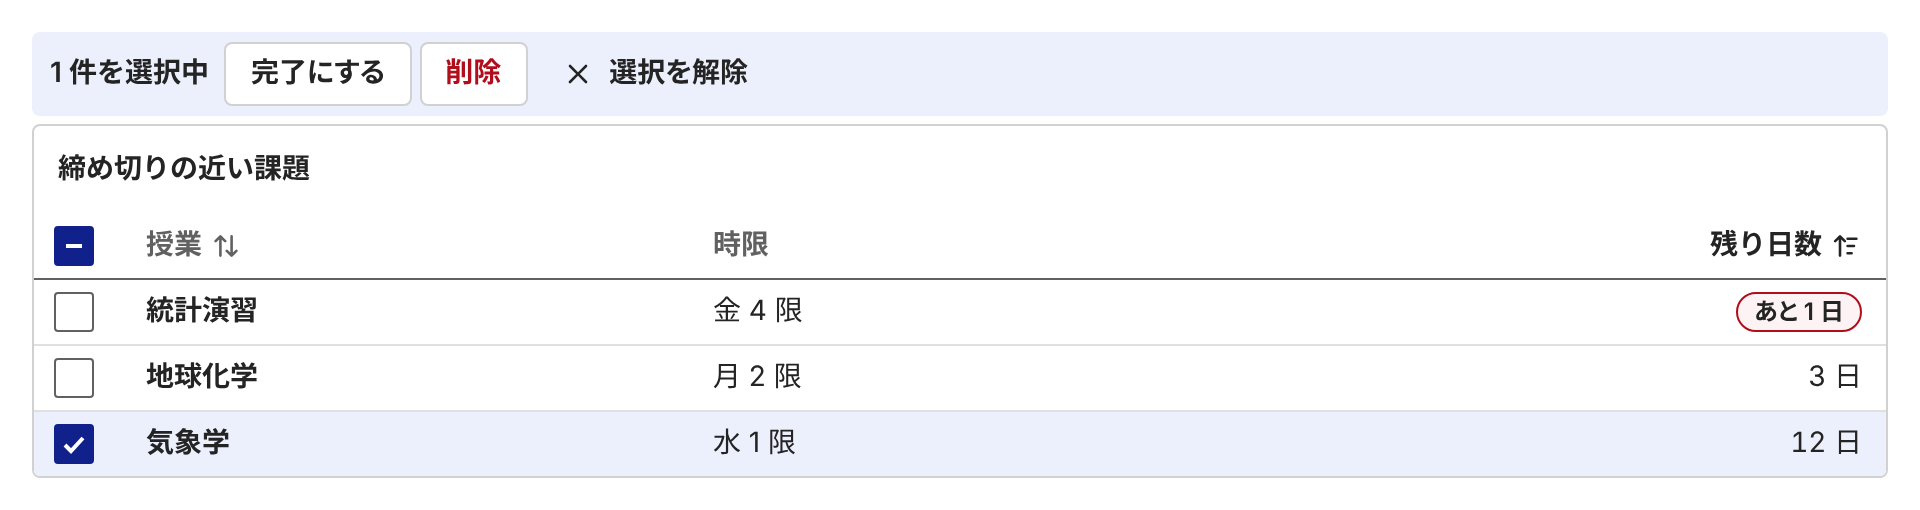 1件を選択中 完了にする 削除 × 選択を解除
締め切りの近い課題
授業 時限 残り日数
統計演習 金 4 限 あと1日
地球化学 月 2 限 3 日
気象学 水 1 限 12 日